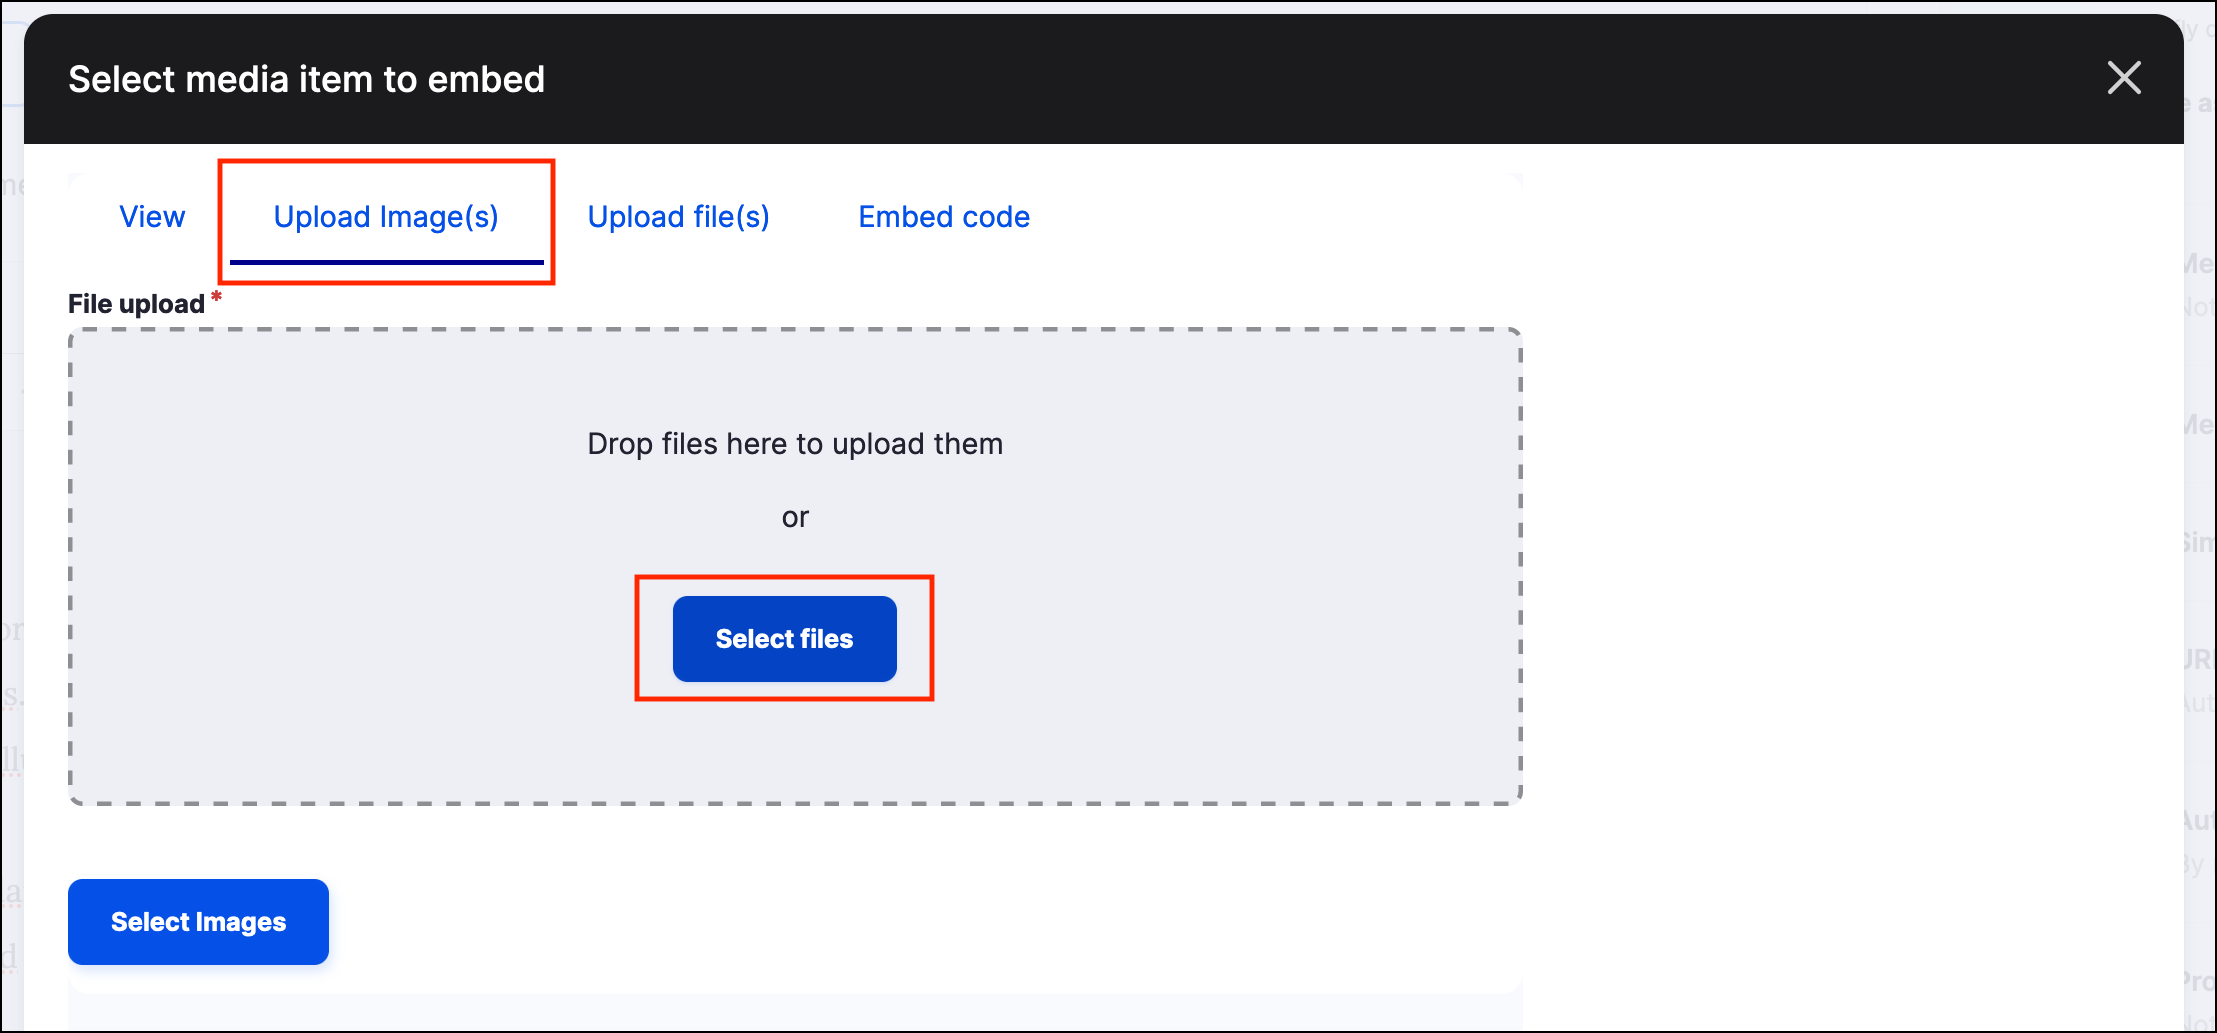 Select media item to embed
View
Upload Image(s)
Upload file(s)
Embed code
File upload *
Drop files here to upload them
or
Select files
Select Images